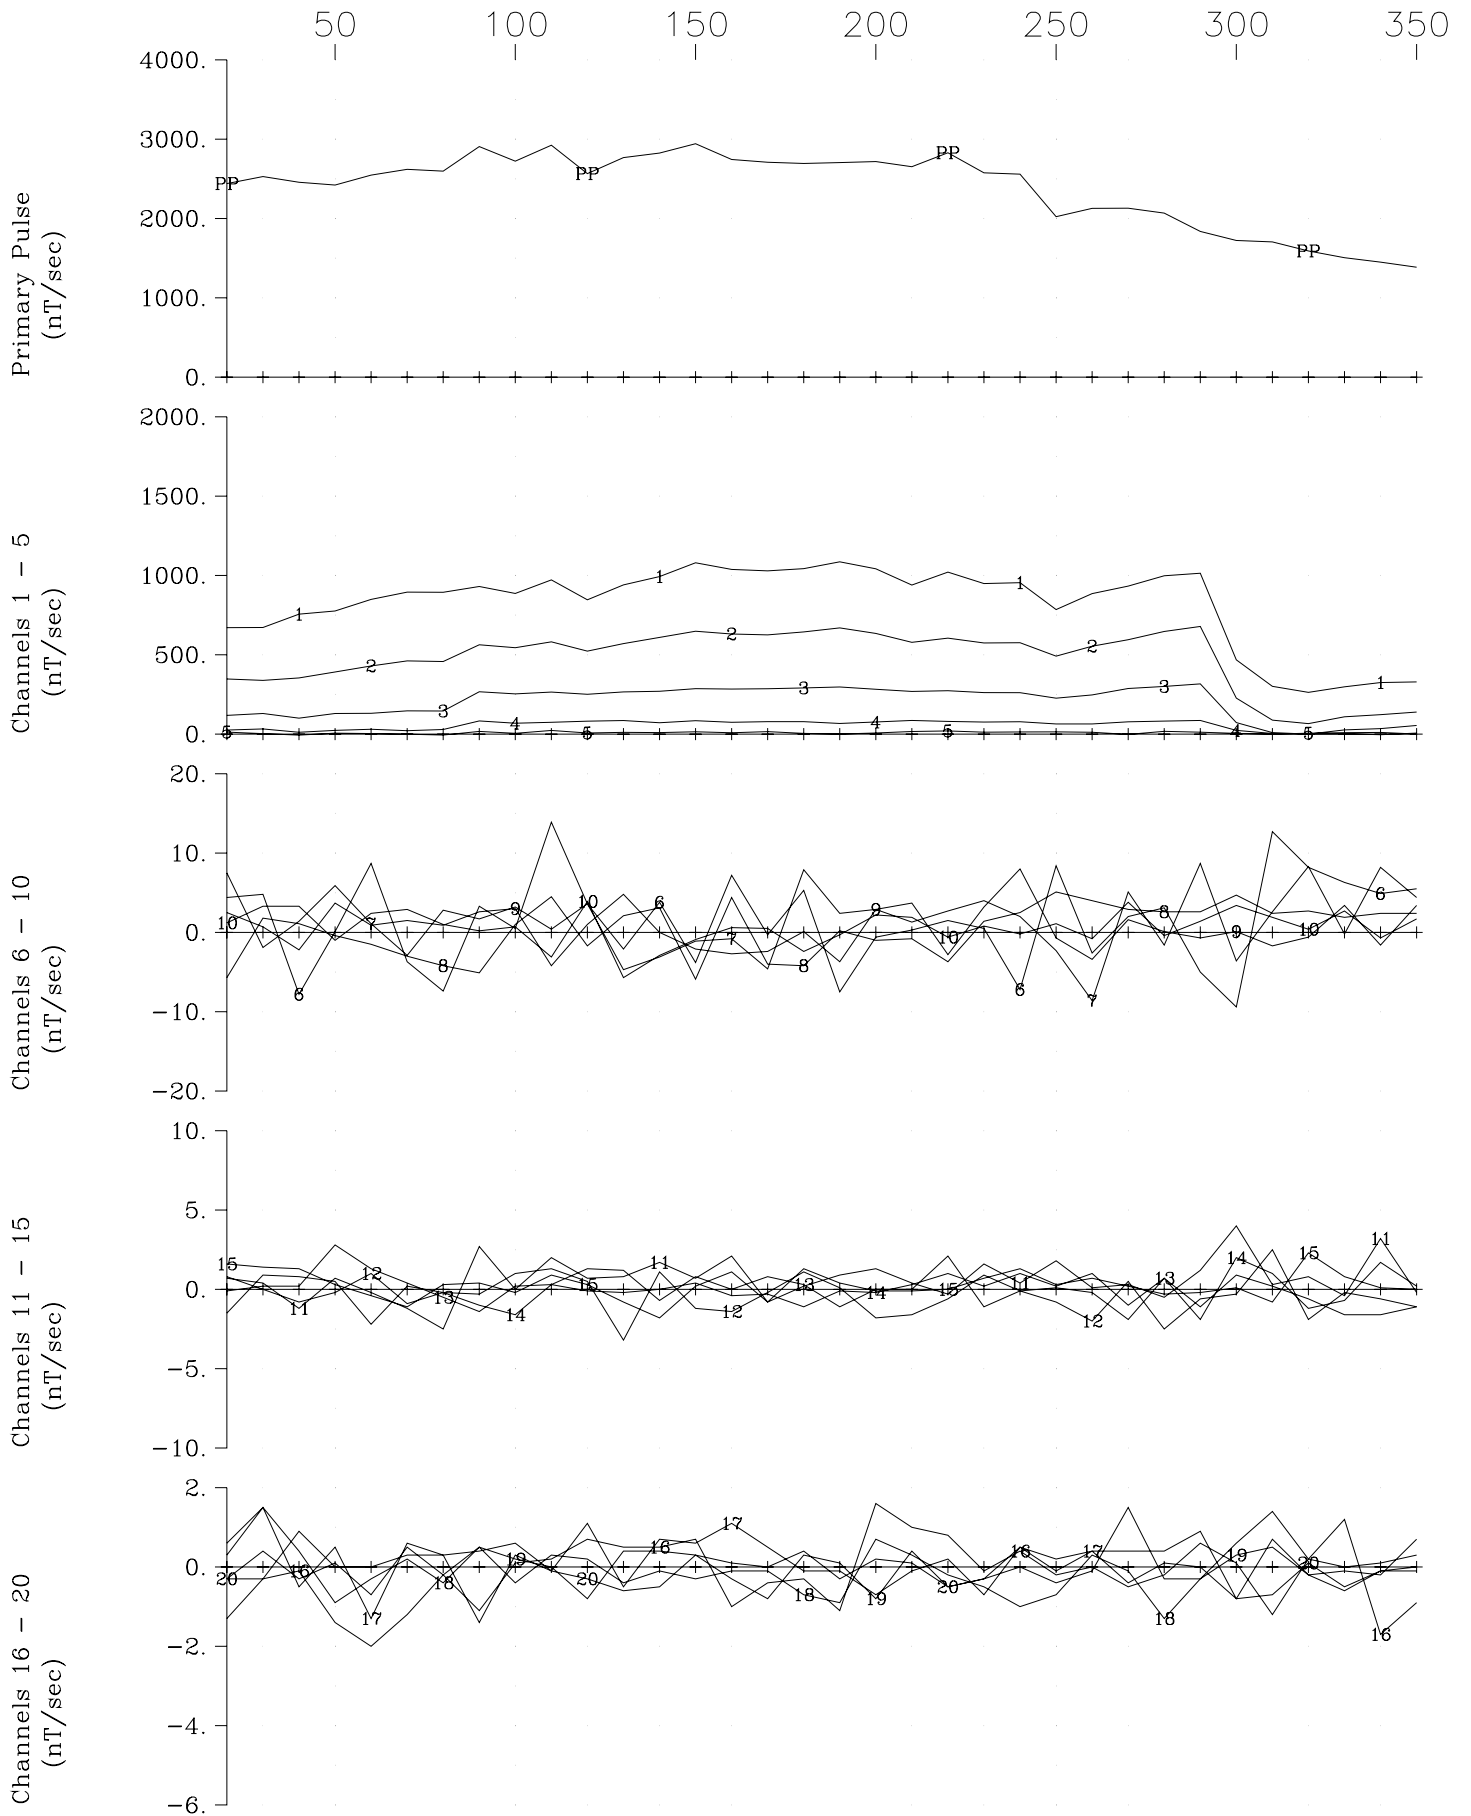 50 100 150 200 250 300 350
4000.
3000.
2000.
1000.
0.
Primary Pulse
(nT/sec)
PP PP PP PP
2000.
1500.
1000.
500.
0.
Channels 1 - 5
(nT/sec)
1 1 1
2 2 2
3 3 3
4 4 4
5 5 5 5
20.
10.
0.
-10.
-20.
Channels 6 - 10
(nT/sec)
6 6 6 6
7 7 7
8 8 8
9 9 9
10 10 10 10
10.
5.
0.
-5.
-10.
Channels 11 - 15
(nT/sec)
11 11 11 11
12 12 12
13 13 13
14 14 14
15 15 15 15
2.
0.
-2.
-4.
-6.
Channels 16 - 20
(nT/sec)
16 16 16 16
17 17 17
18 18 18
19 19 19
20 20 20 20